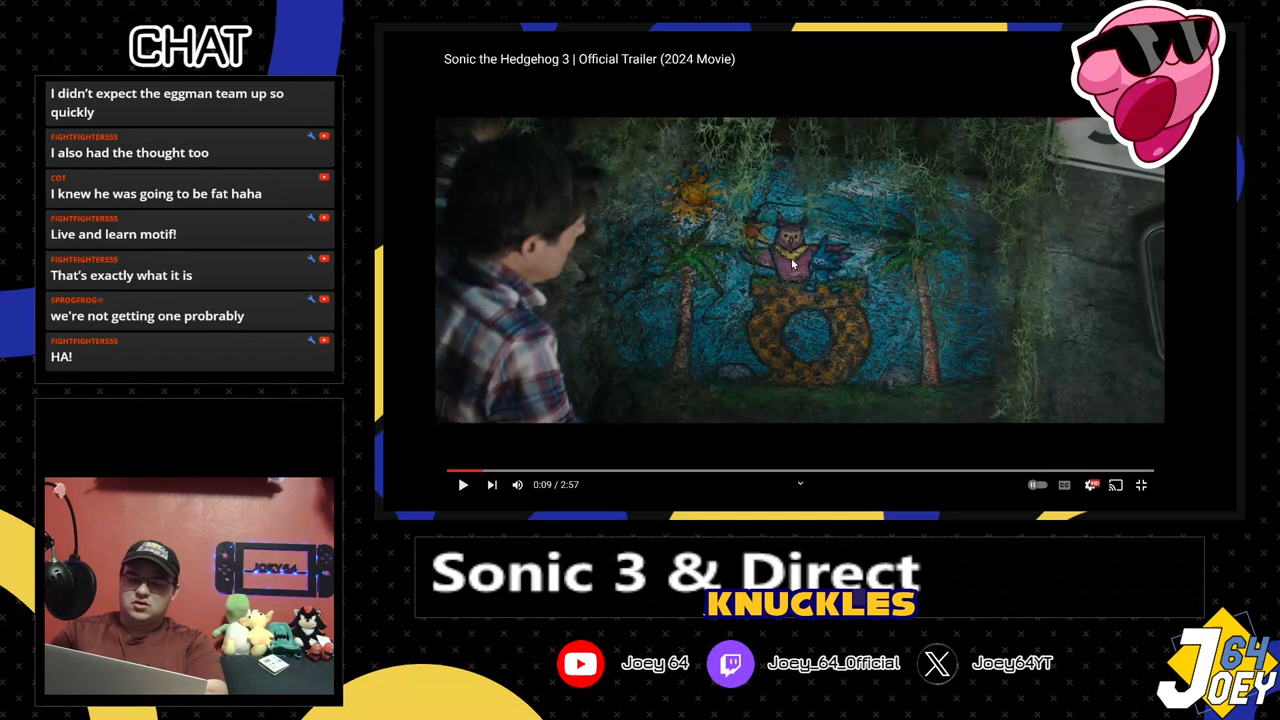 CHAT
Sonic the Hedgehog 3 | Official Trailer (2024 Movie)
I didn't expect the eggman team up so
quickly
FIGHTFIGHTER555
I also had the thought too
COT
I knew he was going to be fat haha
FIGHTFIGHTER555
Live and learn motif!
FIGHTFIGHTER555
That's exactly what it is
SPROGFROG
we're not getting one probrably
FIGHTFIGHTER555
HA!
0:09 / 2:57
CC
HD
JOEY64
Sonic 3 & Direct
KNUCKLES
Joey 64
Joey_64_Official
Joey64YT
64
JOEY